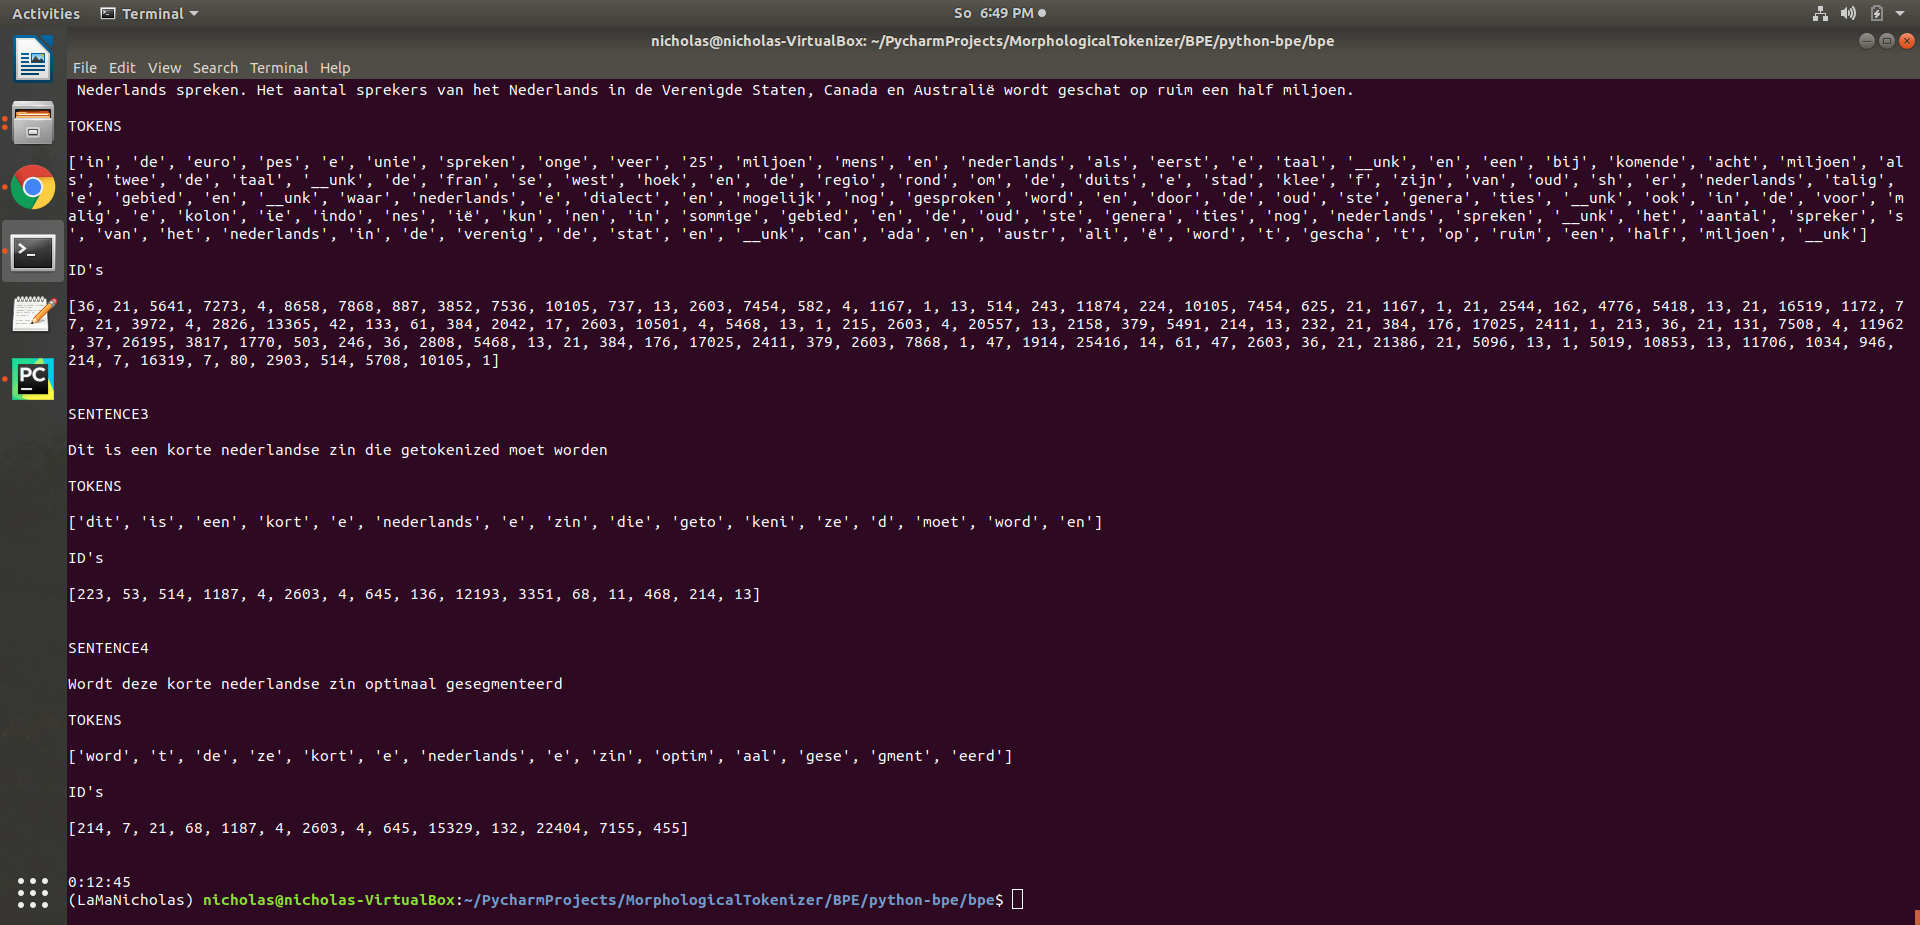 Activities Terminal So 6:49 PM
nicholas@nicholas-VirtualBox: ~/PycharmProjects/MorphologicalTokenizer/BPE/python-bpe/bpe
File Edit View Search Terminal Help
Nederlands spreken. Het aantal sprekers van het Nederlands in de Verenigde Staten, Canada en Australië wordt geschat op ruim een half miljoen.
TOKENS
['in', 'de', 'euro', 'pes', 'e', 'unie', 'spreken', 'onge', 'veer', '25', 'miljoen', 'mens', 'en', 'nederlands', 'als', 'eerst', 'e', 'taal', '__unk', 'en', 'een', 'bij', 'komende', 'acht', 'miljoen', 'al
s', 'twee', 'de', 'taal', '__unk', 'de', 'fran', 'se', 'west', 'hoek', 'en', 'de', 'regio', 'rond', 'om', 'de', 'duits', 'e', 'stad', 'klee', 'f', 'zijn', 'van', 'oud', 'sh', 'er', 'nederlands', 'talig',
'e', 'gebied', 'en', '__unk', 'waar', 'nederlands', 'e', 'dialect', 'en', 'mogelijk', 'nog', 'gesproken', 'word', 'en', 'door', 'de', 'oud', 'ste', 'genera', 'ties', '__unk', 'ook', 'in', 'de', 'voor', 'm
alig', 'e', 'kolon', 'ie', 'indo', 'nes', 'ië', 'kun', 'nen', 'in', 'sommige', 'gebied', 'en', 'de', 'oud', 'ste', 'genera', 'ties', 'nog', 'nederlands', 'spreken', '__unk', 'het', 'aantal', 'spreker', 's
', 'van', 'het', 'nederlands', 'in', 'de', 'verenig', 'de', 'stat', 'en', '__unk', 'can', 'ada', 'en', 'austr', 'ali', 'ë', 'word', 't', 'gescha', 't', 'op', 'ruim', 'een', 'half', 'miljoen', '__unk']
ID's
[36, 21, 5641, 7273, 4, 8658, 7868, 887, 3852, 7536, 10105, 737, 13, 2603, 7454, 582, 4, 1167, 1, 13, 514, 243, 11874, 224, 10105, 7454, 625, 21, 1167, 1, 21, 2544, 162, 4776, 5418, 13, 21, 16519, 1172, 7
7, 21, 3972, 4, 2826, 13365, 42, 133, 61, 384, 2042, 17, 2603, 10501, 4, 5468, 13, 1, 215, 2603, 4, 20557, 13, 2158, 379, 5491, 214, 13, 232, 21, 384, 176, 17025, 2411, 1, 213, 36, 21, 131, 7508, 4, 11962
, 37, 26195, 3817, 1770, 503, 246, 36, 2808, 5468, 13, 21, 384, 176, 17025, 2411, 379, 2603, 7868, 1, 47, 1914, 25416, 14, 61, 47, 2603, 36, 21, 21386, 21, 5096, 13, 1, 5019, 10853, 13, 11706, 1034, 946,
214, 7, 16319, 7, 80, 2903, 514, 5708, 10105, 1]
SENTENCE3
Dit is een korte nederlandse zin die getokenized moet worden
TOKENS
['dit', 'is', 'een', 'kort', 'e', 'nederlands', 'e', 'zin', 'die', 'geto', 'keni', 'ze', 'd', 'moet', 'word', 'en']
ID's
[223, 53, 514, 1187, 4, 2603, 4, 645, 136, 12193, 3351, 68, 11, 468, 214, 13]
SENTENCE4
Wordt deze korte nederlandse zin optimaal gesegmenteerd
TOKENS
['word', 't', 'de', 'ze', 'kort', 'e', 'nederlands', 'e', 'zin', 'optim', 'aal', 'gese', 'gment', 'eerd']
ID's
[214, 7, 21, 68, 1187, 4, 2603, 4, 645, 15329, 132, 22404, 7155, 455]
0:12:45
(LaMaNicholas) nicholas@nicholas-VirtualBox:~/PycharmProjects/MorphologicalTokenizer/BPE/python-bpe/bpe$
PC